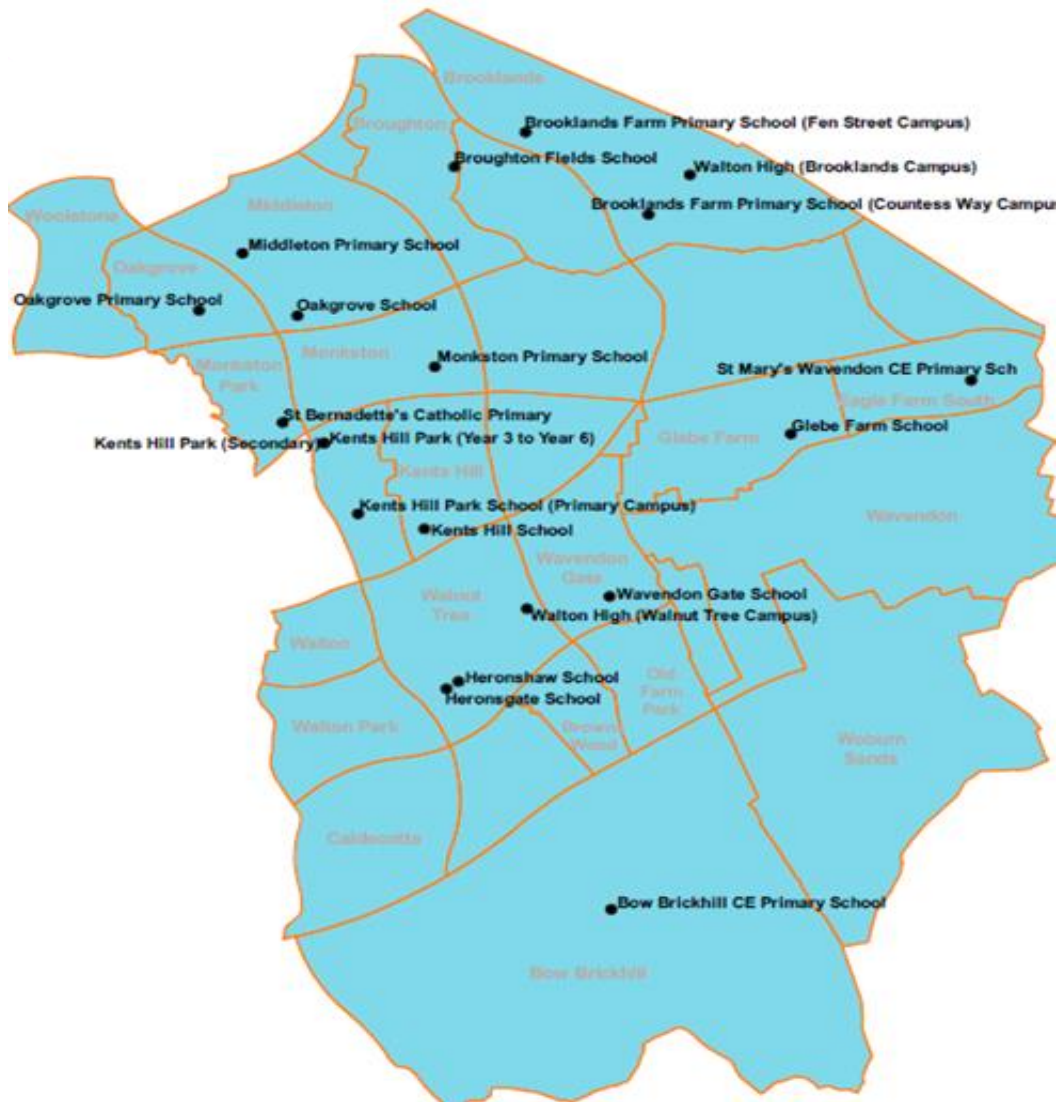 Brooklands
Brooklands Farm Primary School (Fen Street Campus)
Broughton
Broughton Fields School
Walton High (Brooklands Campus)
Brooklands Farm Primary School (Countess Way Campus
Woolstone
Middleton
Middleton Primary School
Oakgrove
Oakgrove Primary School
Oakgrove School
Monkston
Monkston Primary School
Monkston
Park
St Mary's Wavendon CE Primary Sch
Eagle Farm South
St Bernadette's Catholic Primary
Glebe Farm School
Kents Hill Park (Secondary)
Kents Hill Park (Year 3 to Year 6)
Glebe Farm
Kents Hill
Kents Hill Park School (Primary Campus)
Wavendon
Kents Hill School
Wavendon
Gate
Walnut
Tree
Wavendon Gate School
Walton High (Walnut Tree Campus)
Walton
Heronshaw School
Heronsgate School
Old
Farm
Park
Walton Park
Browns
Wood
Woburn
Sands
Caldecotte
Bow Brickhill CE Primary School
Bow Brickhill